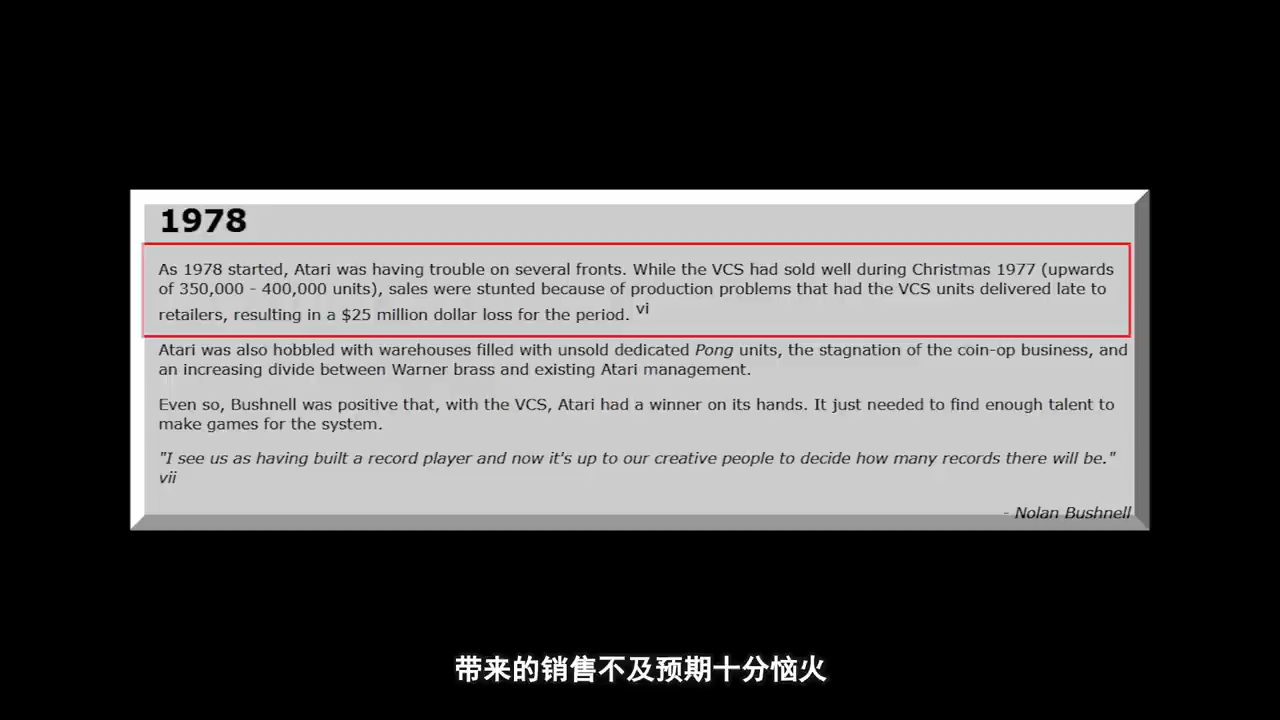 1978
As 1978 started, Atari was having trouble on several fronts. While the VCS had sold well during Christmas 1977 (upwards
of 350,000 - 400,000 units), sales were stunted because of production problems that had the VCS units delivered late to
retailers, resulting in a $25 million dollar loss for the period. vi
Atari was also hobbled with warehouses filled with unsold dedicated Pong units, the stagnation of the coin-op business, and
an increasing divide between Warner brass and existing Atari management.
Even so, Bushnell was positive that, with the VCS, Atari had a winner on its hands. It just needed to find enough talent to
make games for the system.
"I see us as having built a record player and now it's up to our creative people to decide how many records there will be."
vii
- Nolan Bushnell
带来的销售不及预期十分恼火